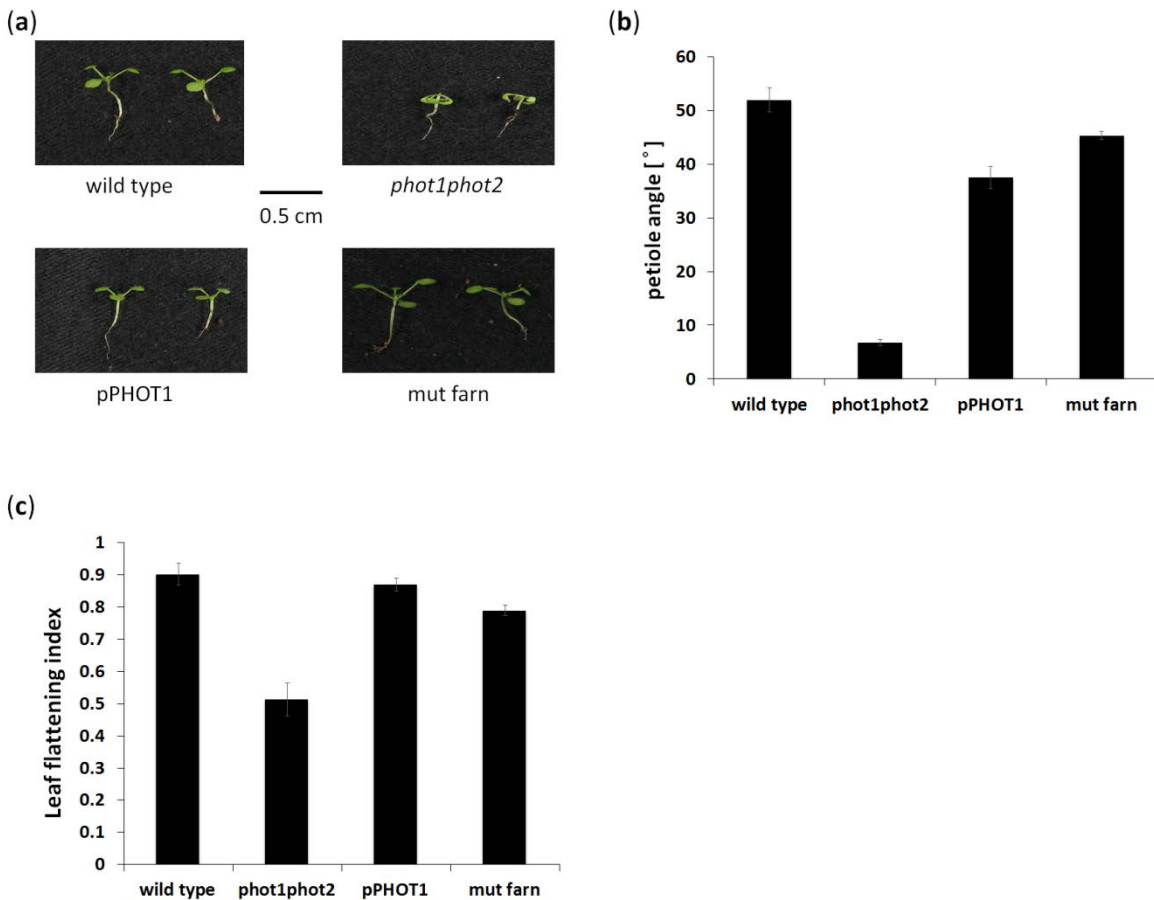 (a)
wild type
phot1phot2
0.5 cm
pPHOT1
mut farn
(b)
petiole angle [°]
60
50
40
30
20
10
0
wild type
phot1phot2
pPHOT1
mut farn
(c)
Leaf flattening index
1
0.9
0.8
0.7
0.6
0.5
0.4
0.3
0.2
0.1
0
wild type
phot1phot2
pPHOT1
mut farn